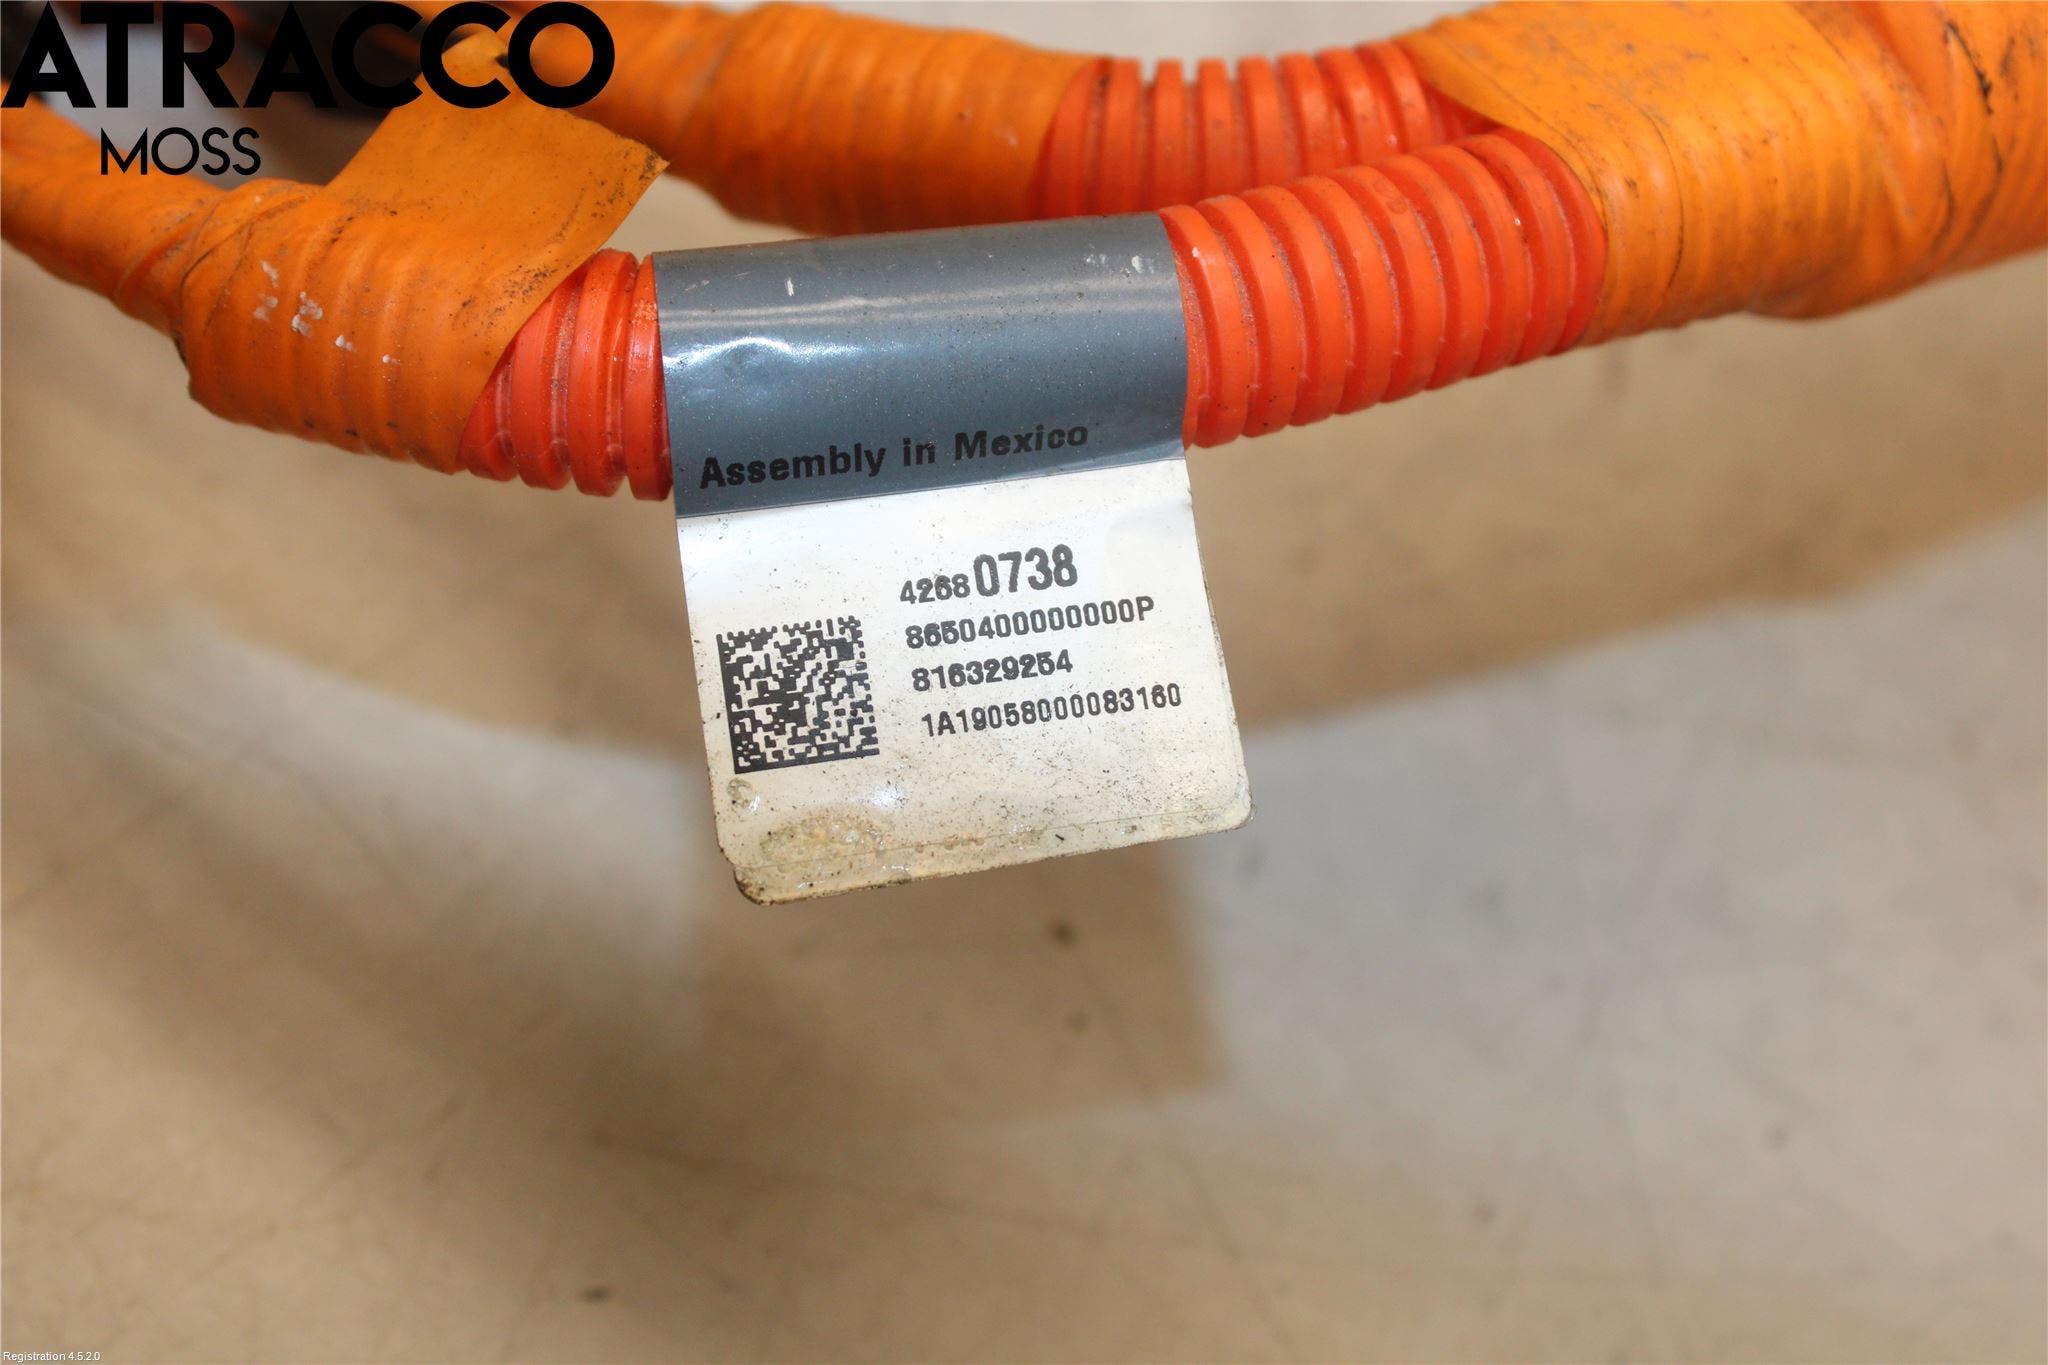 ATRACCO
MOSS
Assembly in Mexico
42680738
8650400000000P
816329254
1A19058000083160
Registration 4.5.2.0